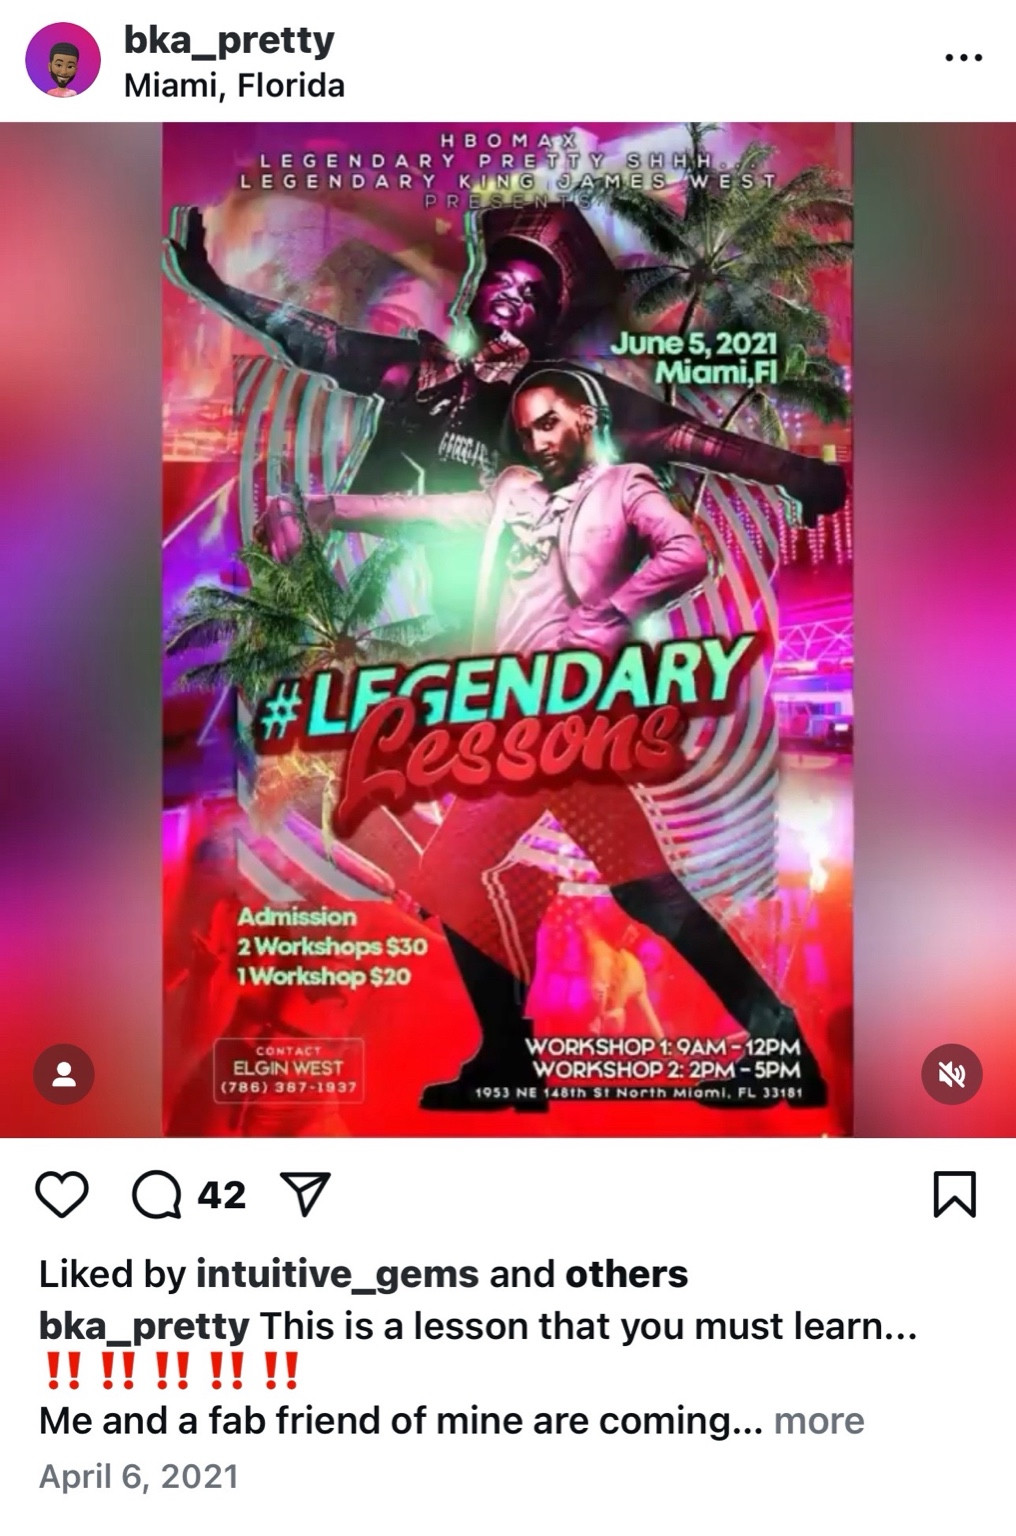 bka_pretty
Miami, Florida
HBOMAX
LEGENDARY PRETTY SHHH...
LEGENDARY KING JAMES WEST
PRESENTS
June 5, 2021
Miami,Fl
#LEGENDARY
Lessons
Admission
2 Workshops $30
1 Workshop $20
CONTACT
ELGIN WEST
(786) 387-1937
WORKSHOP 1: 9AM - 12PM
WORKSHOP 2: 2PM - 5PM
1953 NE 148th St North Miami, FL 33181
42
Liked by intuitive_gems and others
bka_pretty This is a lesson that you must learn...
‼️ ‼️ ‼️ ‼️ ‼️
Me and a fab friend of mine are coming... more
April 6, 2021